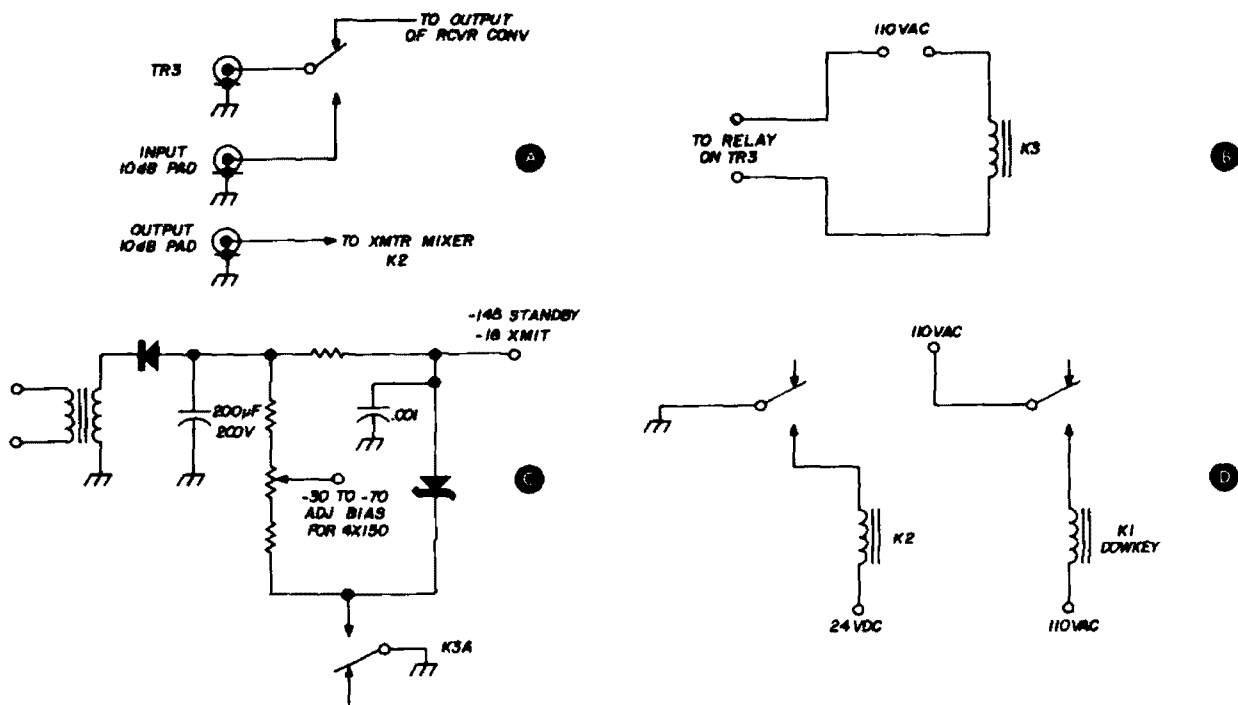 TO OUTPUT
OF RCVR CONV
TR3
INPUT
10dB PAD
A
OUTPUT
10dB PAD
TO XMTR MIXER
K2
110VAC
TO RELAY
ON TR3
K3
B
-148 STANDBY
-18 XMIT
200µF
200V
.001
-30 TO -70
ADJ BIAS
FOR 4X150
C
K3A
110VAC
K2
K1
DOWKEY
D
24VDC
110VAC